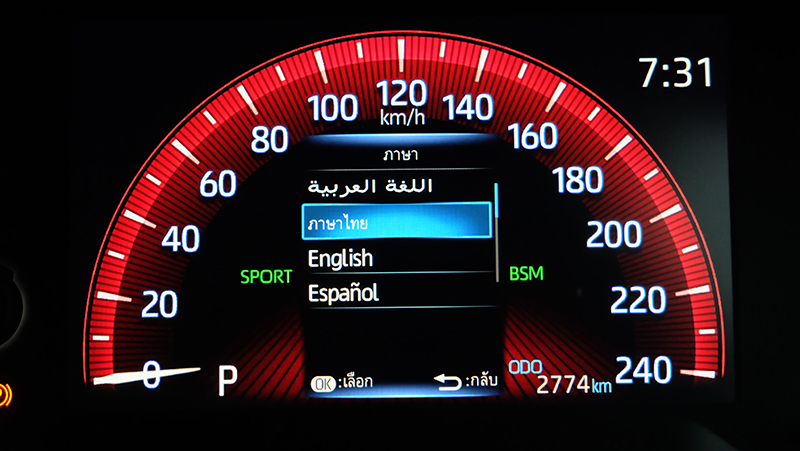 7:31
0
20
40
60
80
100
120
km/h
140
160
180
200
220
240
ภาษา
اللغة العربية
ภาษาไทย
English
Español
SPORT
BSM
P
OK :เลือก
:กลับ
ODO
2774 km